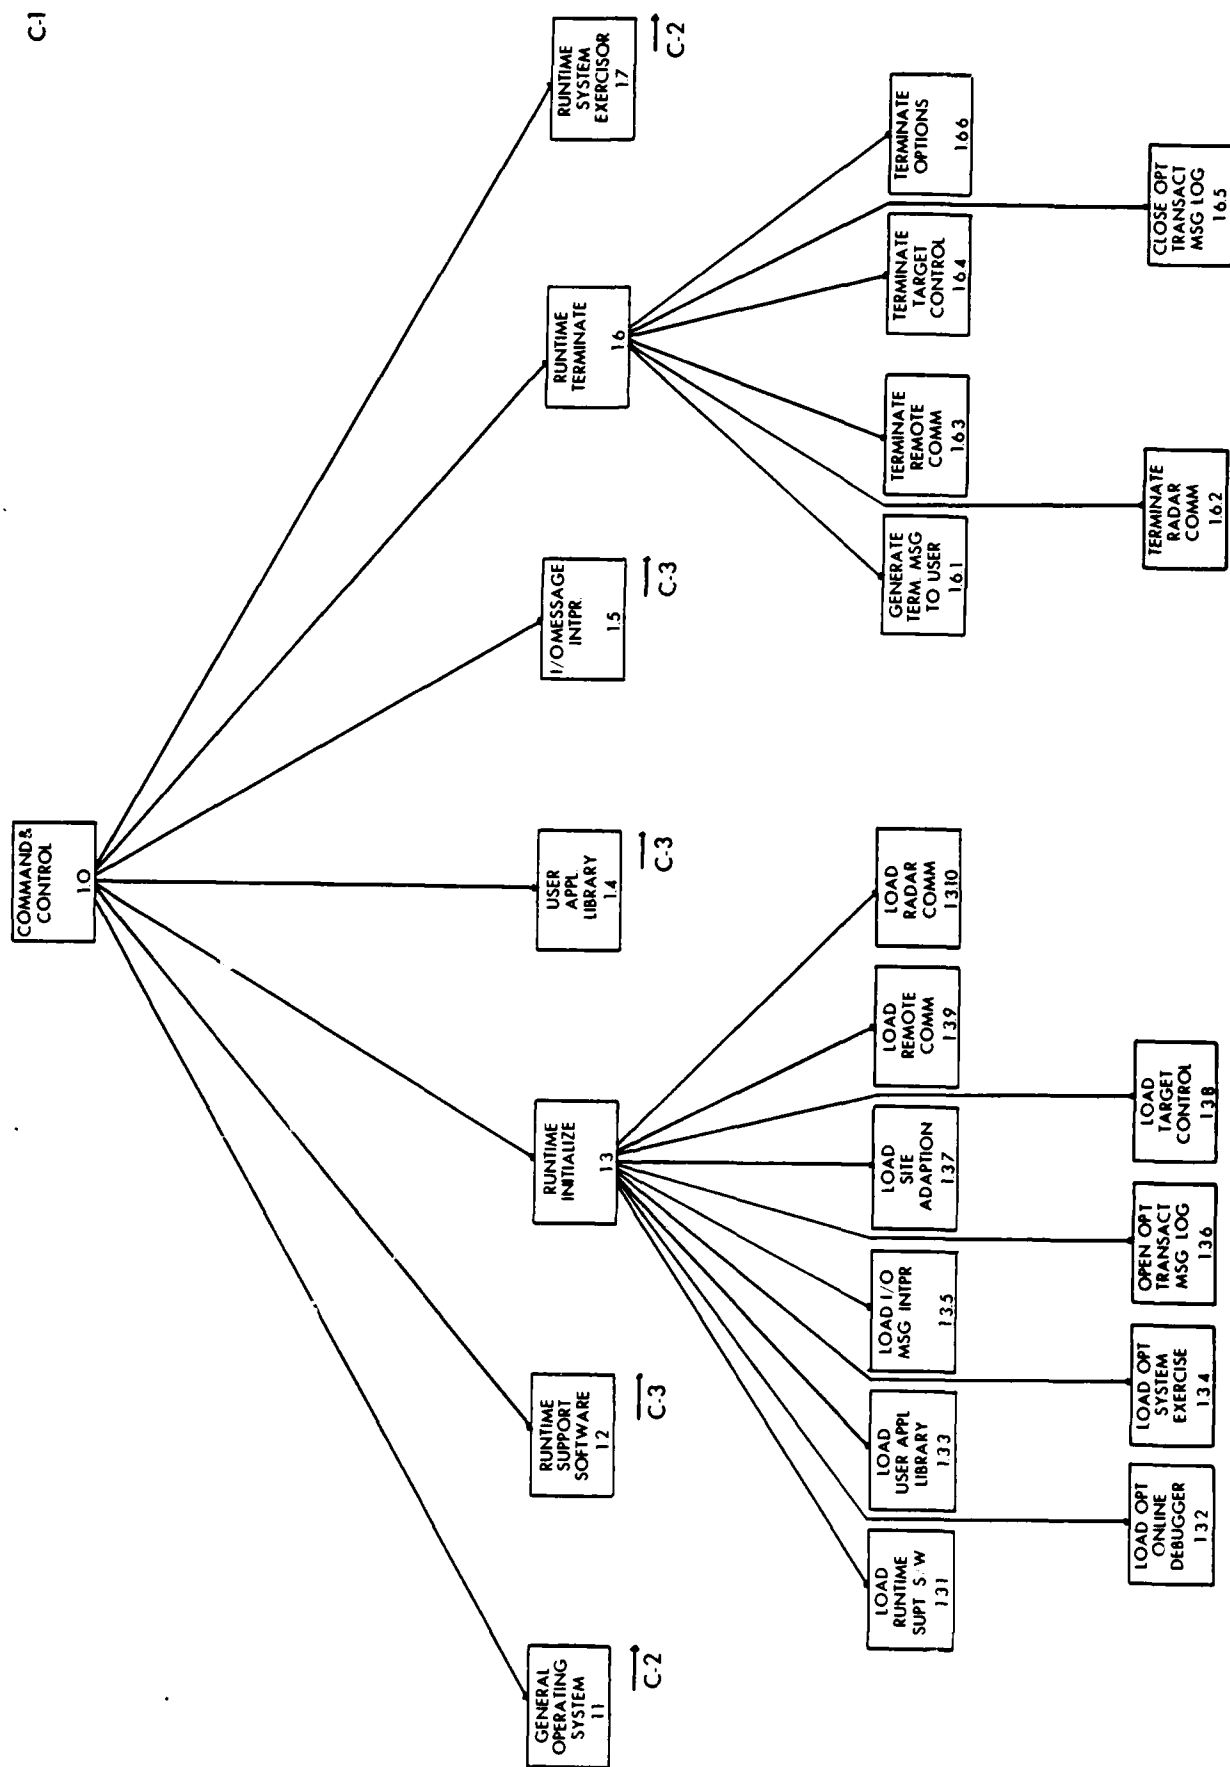 C-1
COMMAND &
CONTROL
1.0
GENERAL
OPERATING
SYSTEM
1.1
C-2
RUNTIME
SUPPORT
SOFTWARE
1.2
C-3
RUNTIME
INITIALIZE
1.3
USER
APPL
LIBRARY
1.4
C-3
I/O MESSAGE
INTPR.
1.5
C-3
RUNTIME
TERMINATE
1.6
RUNTIME
SYSTEM
EXERCISOR
1.7
C-2
LOAD
RUNTIME
SUPT S/W
1.3.1
LOAD OPT
ONLINE
DEBUGGER
1.3.2
LOAD
USER APPL
LIBRARY
1.3.3
LOAD OPT
SYSTEM
EXERCISE
1.3.4
LOAD I/O
MSG INTPR
1.3.5
OPEN OPT
TRANSACT
MSG LOG
1.3.6
LOAD
SITE
ADAPTION
1.3.7
LOAD
TARGET
CONTROL
1.3.8
LOAD
REMOTE
COMM
1.3.9
LOAD
RADAR
COMM
1.3.10
GENERATE
TERM. MSG
TO USER
1.6.1
TERMINATE
RADAR
COMM
1.6.2
TERMINATE
REMOTE
COMM
1.6.3
TERMINATE
TARGET
CONTROL
1.6.4
CLOSE OPT
TRANSACT
MSG LOG
1.6.5
TERMINATE
OPTIONS
1.6.6